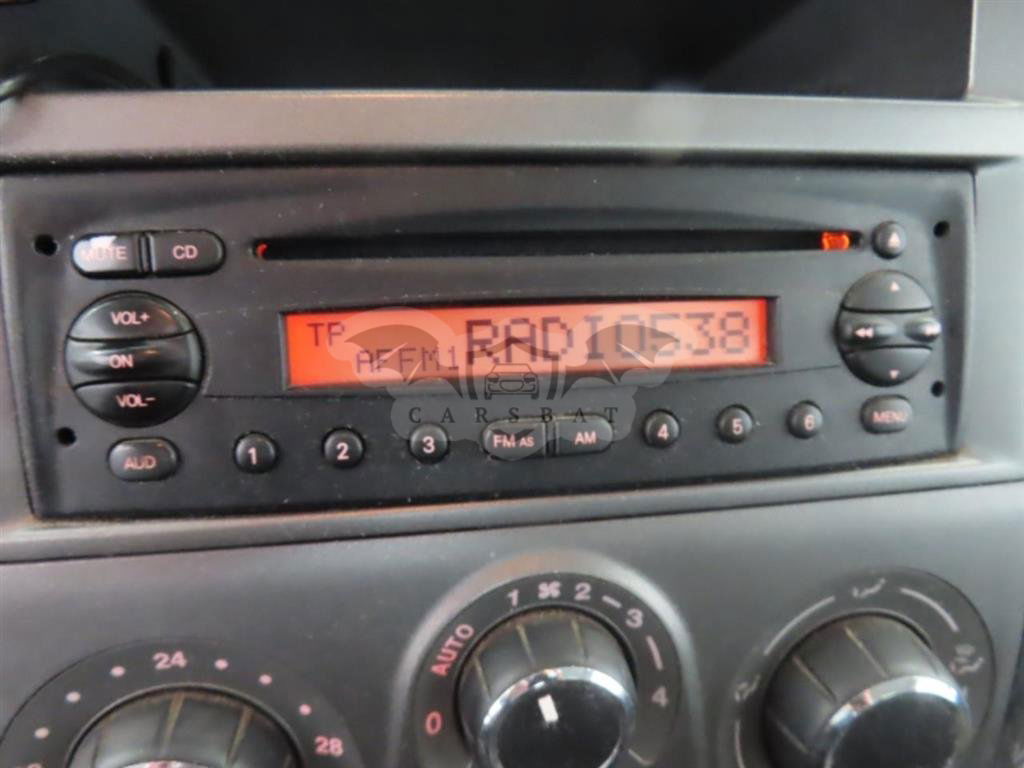 MUTE CD
VOL+
ON
VOL-
TP
AF FM1 RADIO538
CARSBAT
AUD 1 2 3 FM AS AM 4 5 6 MENU
24
28
AUTO
0 1 2 3 4